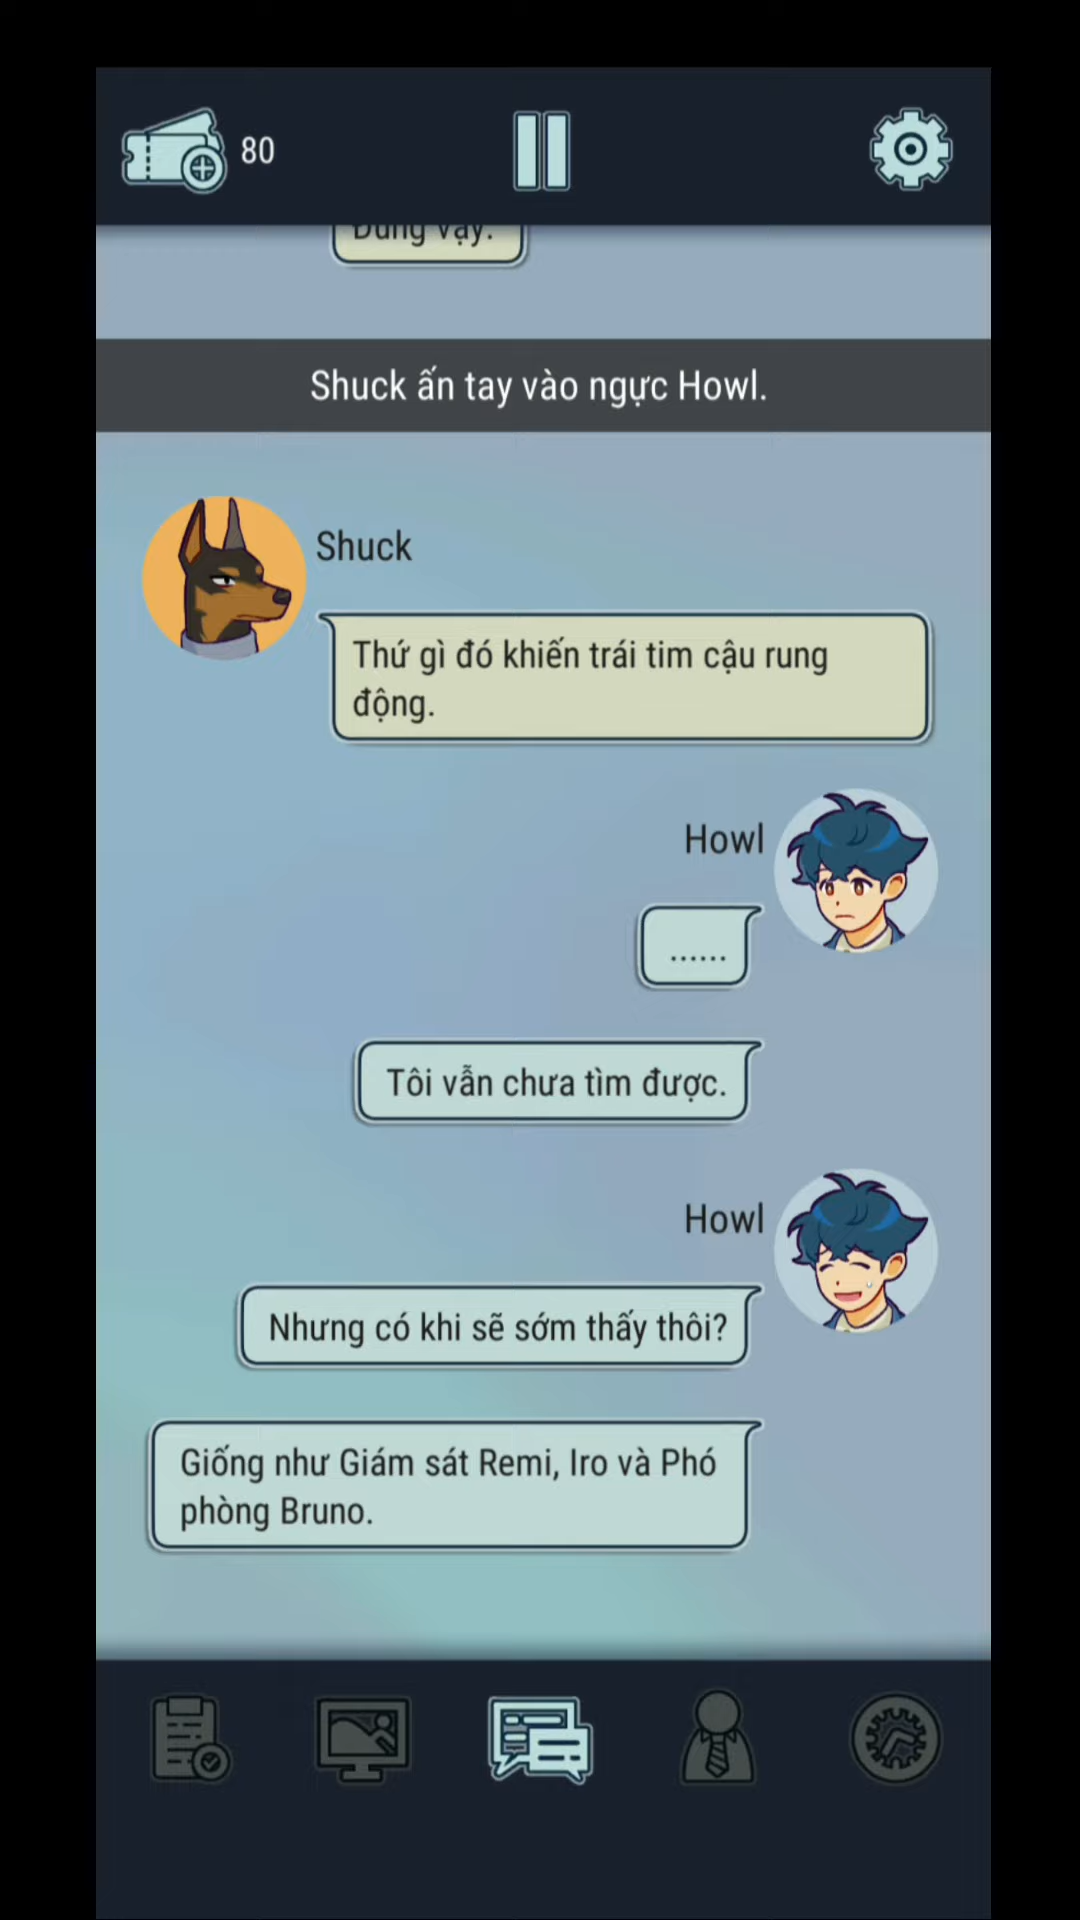 80
Đúng vậy.
Shuck ấn tay vào ngực Howl.
Shuck
Thứ gì đó khiến trái tim cậu rung
động.
Howl
......
Tôi vẫn chưa tìm được.
Howl
Nhưng có khi sẽ sớm thấy thôi?
Giống như Giám sát Remi, Iro và Phó
phòng Bruno.